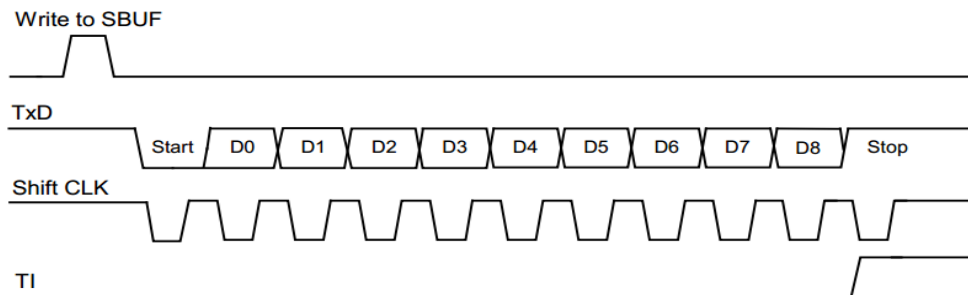 Write to SBUF
TxD
Start D0 D1 D2 D3 D4 D5 D6 D7 D8 Stop
Shift CLK
TI